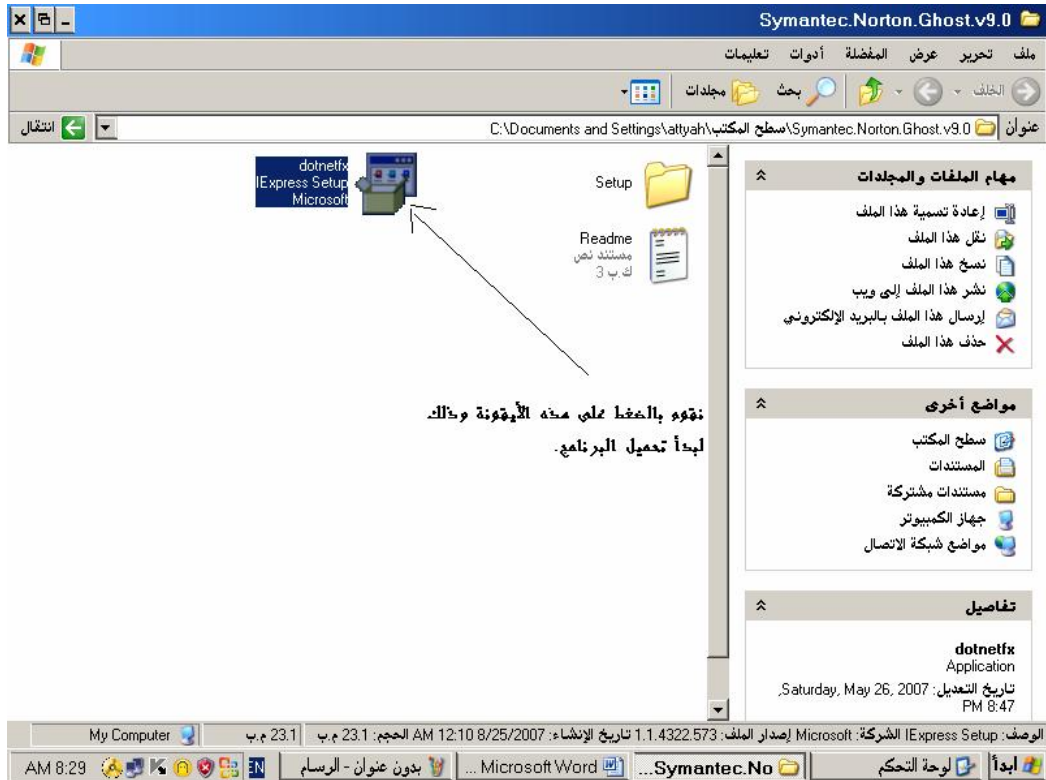 Symantec.Norton.Ghost.v9.0
ملف تحرير عرض المفضلة أدوات تعليمات
الخلف بحث مجلدات
عنوان C:\Documents and Settings\attyah\سطح المكتب\Symantec.Norton.Ghost.v9.0 انتقال
مهام الملفات والمجلدات
إعادة تسمية هذا الملف
نقل هذا الملف
نسخ هذا الملف
نشر هذا الملف إلى ويب
إرسال هذا الملف بالبريد الإلكتروني
حذف هذا الملف
مواضع أخرى
سطح المكتب
المستندات
مستندات مشتركة
جهاز الكمبيوتر
مواضع شبكة الاتصال
تفاصيل
dotnetfx
Application
تاريخ التعديل: Saturday, May 26, 2007,
8:47 PM
Setup
Readme
مستند نص
3 ك.ب
dotnetfx
IExpress Setup
Microsoft
نقوم بالضغط على هذه الأيقونة وذلك
لبدأ تحميل البرنامج.
الوصف: IExpress Setup الشركة: Microsoft إصدار الملف: 1.1.4322.573 تاريخ الإنشاء: 8/25/2007 12:10 AM الحجم: 23.1 م.ب 23.1 م.ب My Computer
ابدأ لوحة التحكم Symantec.No... Microsoft Word ... بدون عنوان - الرسام EN 8:29 AM